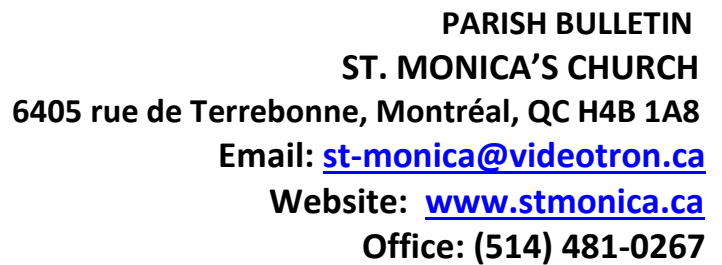 PARISH BULLETIN
ST. MONICA’S CHURCH
6405 rue de Terrebonne, Montréal, QC H4B 1A8
Email: st-monica@videotron.ca
Website: www.stmonica.ca
Office: (514) 481-0267